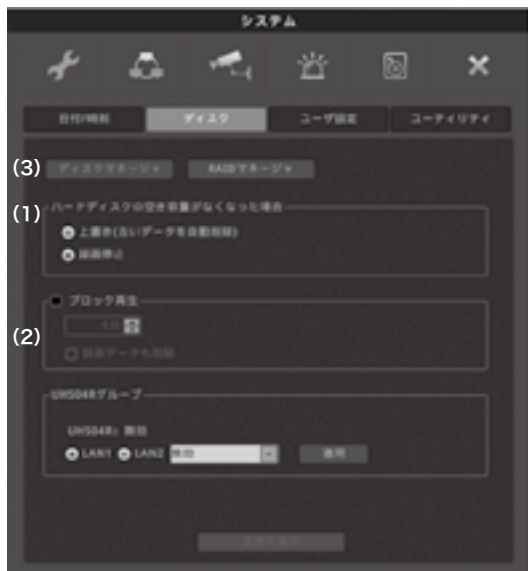 システム
日付/時刻 ディスク ユーザ設定 ユーティリティ
(3) ディスクマネージャ RAIDマネージャ
(1) ハードディスクの空き容量がなくなった場合
上書き(古いデータを自動削除)
録画停止
ブロック再生
(2) 5日
録画データも削除
UHS04Rグループ
UHS04R: 無効
LAN1 LAN2 無効 適用